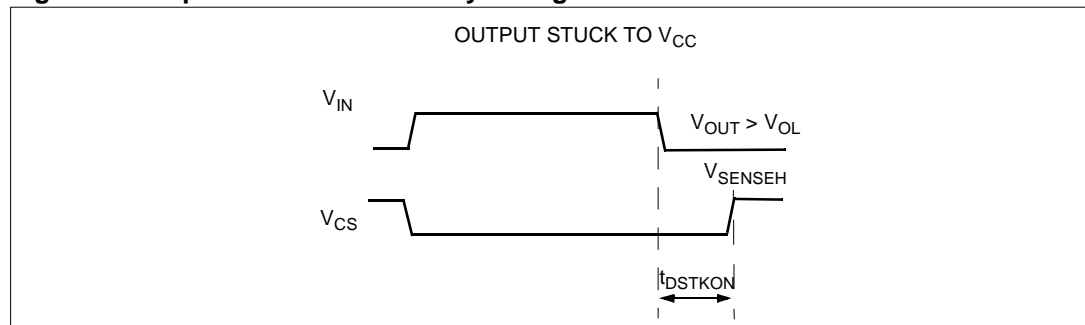 OUTPUT STUCK TO VCC
VIN
VOUT > VOL
VSENSEH
VCS
tDSTKON